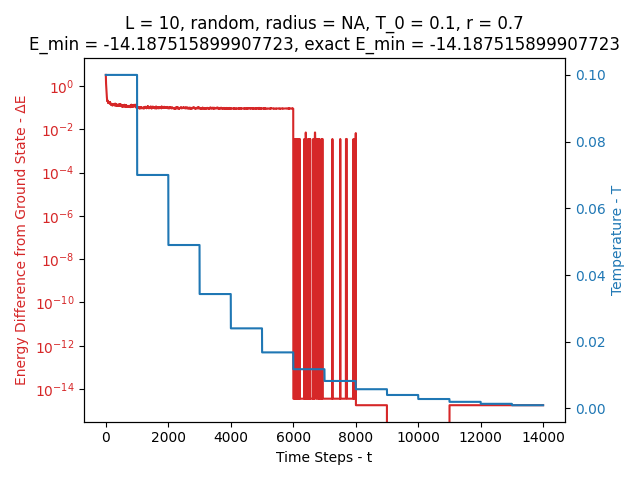 L = 10, random, radius = NA, T_0 = 0.1, r = 0.7
E_min = -14.187515899907723, exact E_min = -14.187515899907723
Energy Difference from Ground State - ΔE
10^0
10^-2
10^-4
10^-6
10^-8
10^-10
10^-12
10^-14
0.10
0.08
0.06
0.04
0.02
0.00
Temperature - T
0 2000 4000 6000 8000 10000 12000 14000
Time Steps - t